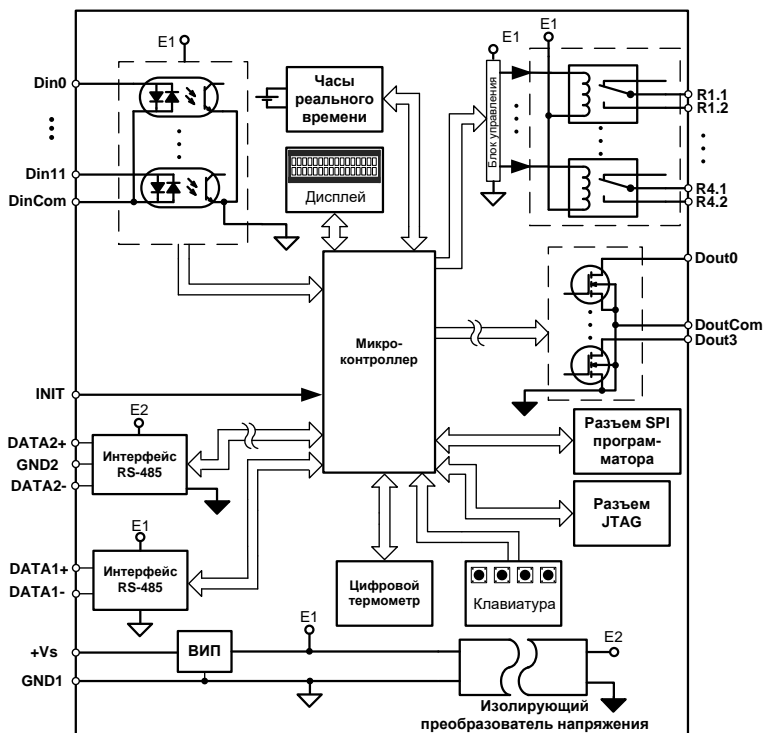 E1
E1
E1
Din0
Часы
реального
времени
Блок управления
R1.1
R1.2
Din11
DinCom
Дисплей
R4.1
R4.2
Dout0
Микро-
контроллер
DoutCom
Dout3
INIT
E2
DATA2+
GND2
DATA2-
Интерфейс
RS-485
Разъем SPI
програм-
матора
Разъем
JTAG
E1
DATA1+
DATA1-
Интерфейс
RS-485
Цифровой
термометр
Клавиатура
+Vs
GND1
ВИП
E1
E2
Изолирующий
преобразователь напряжения